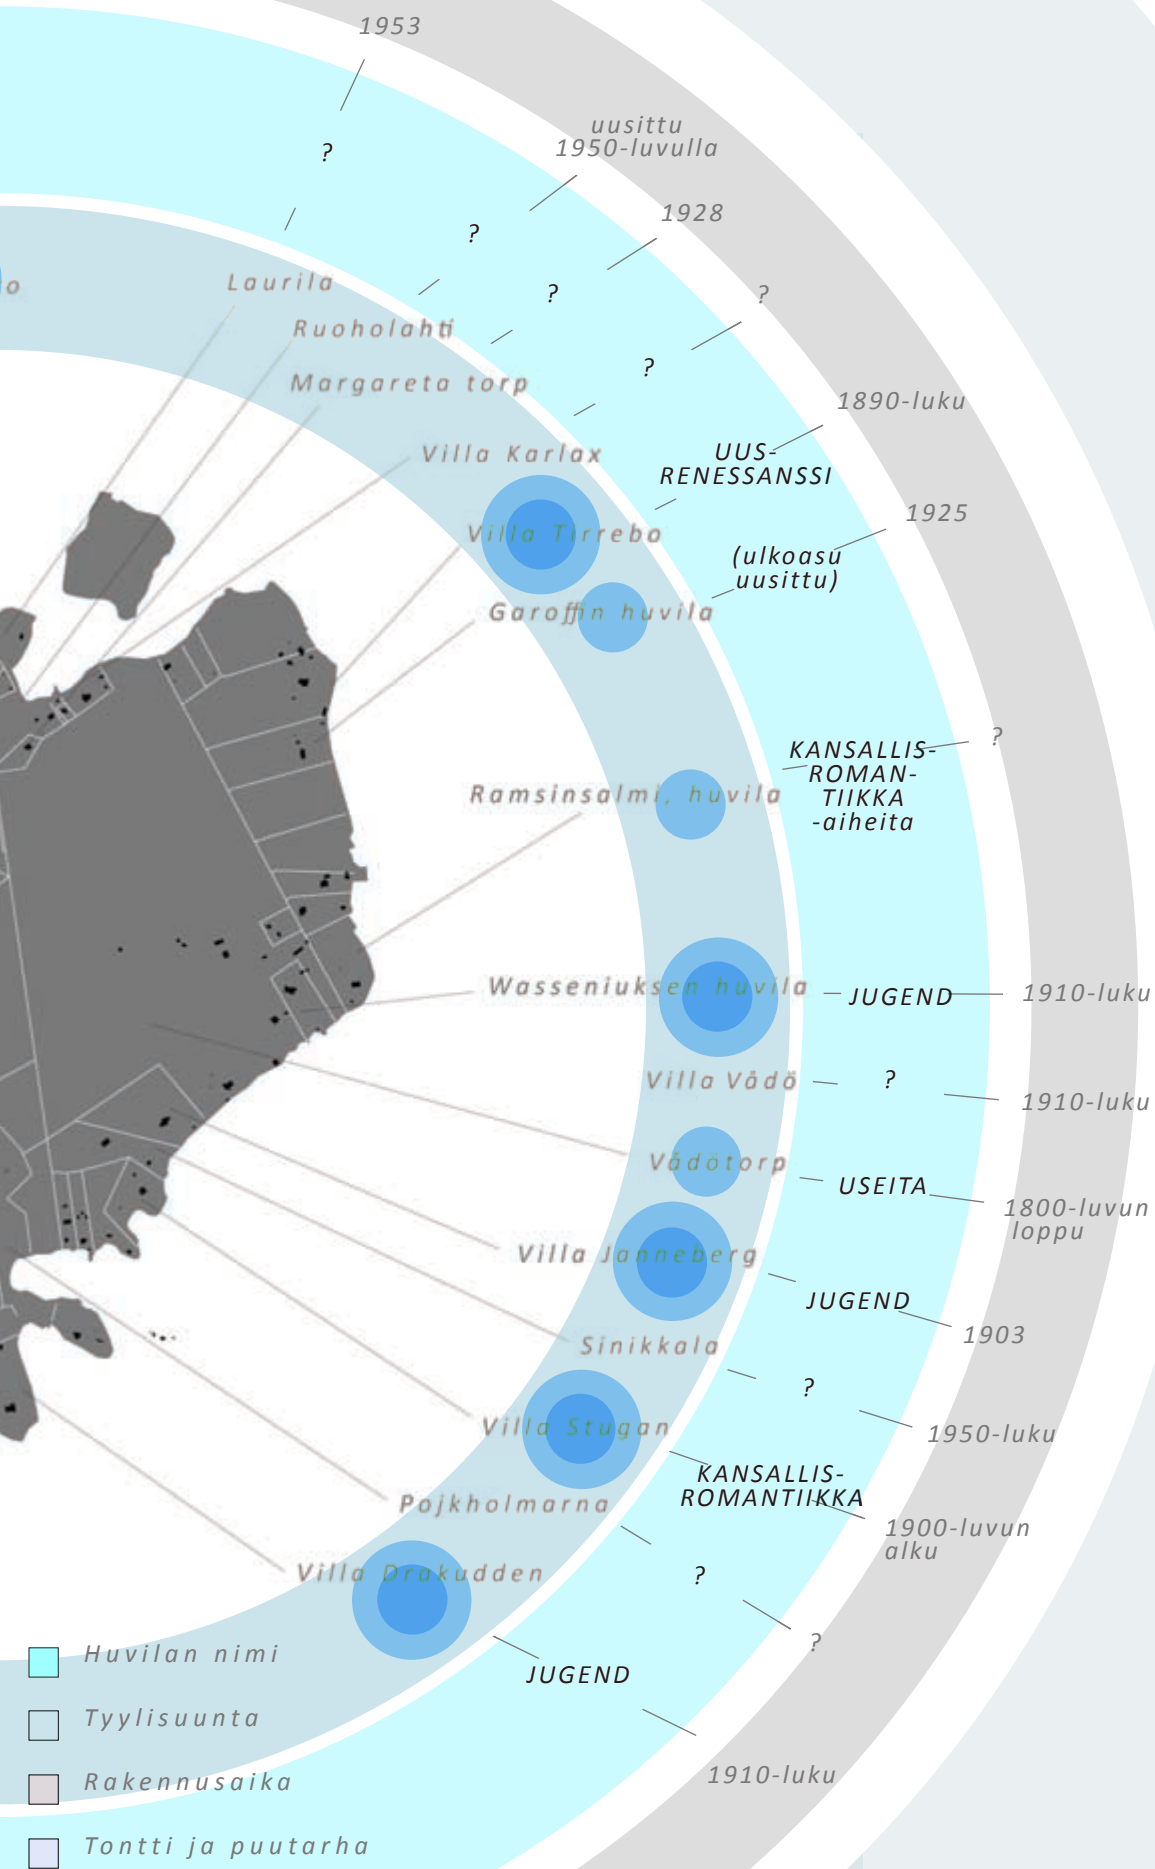 1953
?
uusittu
1950-luvulla
?
1928
?
?
?
o
Laurila
Ruoholahti
Margareta torp
Villa Karlax
1890-luku
UUS-
RENESSANSSI
Villa Tirrebo
1925
(ulkoasu
uusittu)
Garoffin huvila
?
KANSALLIS-
ROMAN-
TIIKKA
-aiheita
Ramsinsalmi, huvila
Wasseniuksen huvila
JUGEND
1910-luku
Villa Vådö
?
1910-luku
Vådötorp
USEITA
1800-luvun
loppu
Villa Janneberg
JUGEND
1903
Sinikkala
?
1950-luku
Villa Stugan
KANSALLIS-
ROMANTIIKKA
1900-luvun
alku
Pojkholmarna
?
?
Villa Drakudden
JUGEND
1910-luku
Huvilan nimi
Tyylisuunta
Rakennusaika
Tontti ja puutarha